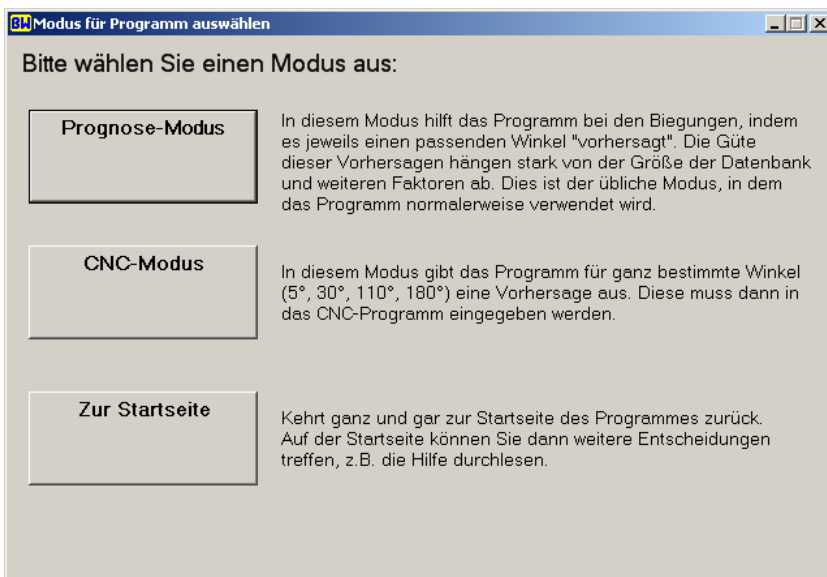 BW Modus für Programm auswählen
Bitte wählen Sie einen Modus aus:
Prognose-Modus
In diesem Modus hilft das Programm bei den Biegungen, indem
es jeweils einen passenden Winkel "vorhersagt". Die Güte
dieser Vorhersagen hängen stark von der Größe der Datenbank
und weiteren Faktoren ab. Dies ist der übliche Modus, in dem
das Programm normalerweise verwendet wird.
CNC-Modus
In diesem Modus gibt das Programm für ganz bestimmte Winkel
(5°, 30°, 110°, 180°) eine Vorhersage aus. Diese muss dann in
das CNC-Programm eingegeben werden.
Zur Startseite
Kehrt ganz und gar zur Startseite des Programmes zurück.
Auf der Startseite können Sie dann weitere Entscheidungen
treffen, z.B. die Hilfe durchlesen.